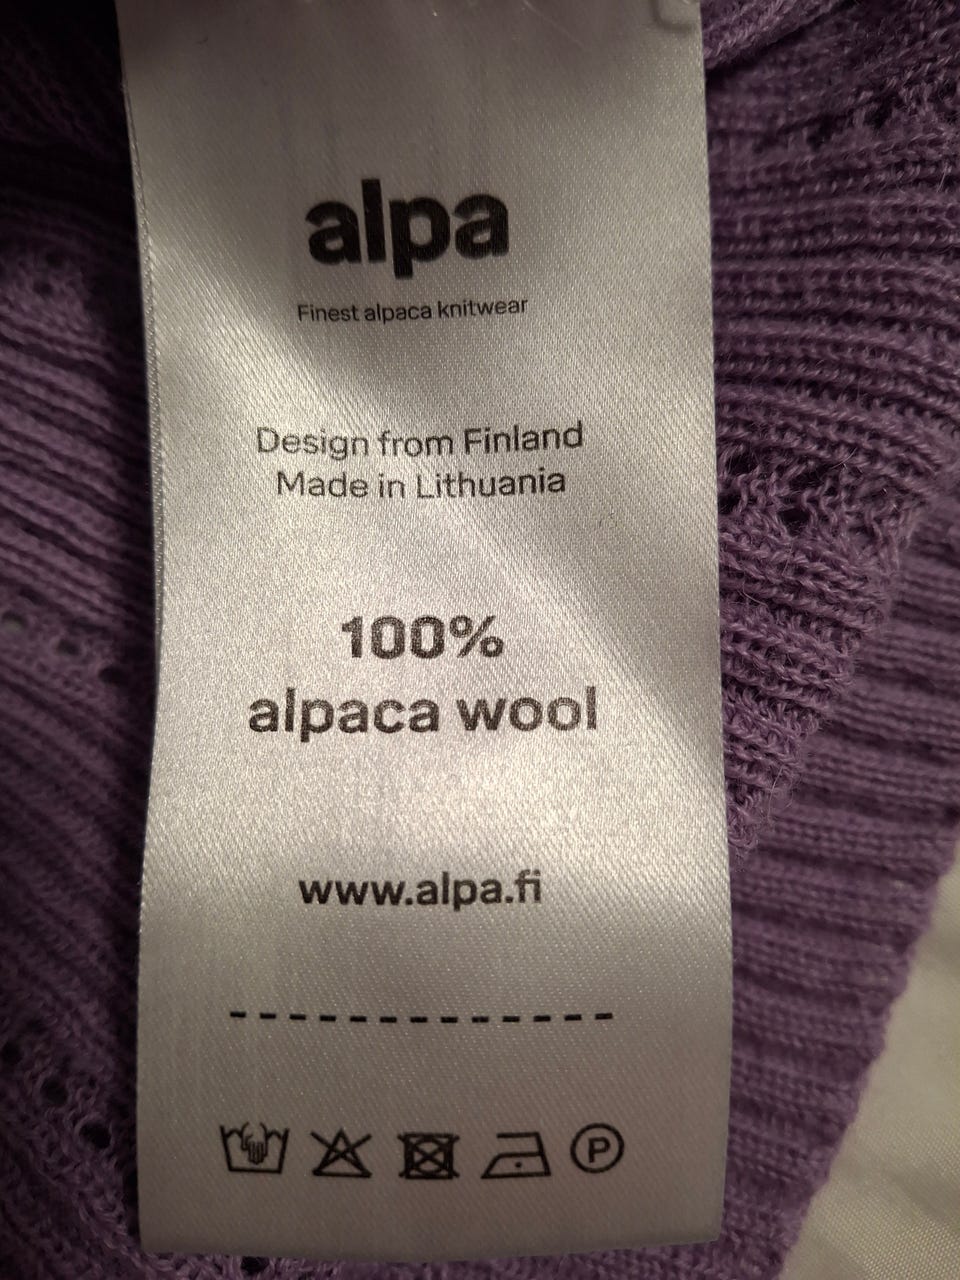 alpa
Finest alpaca knitwear
Design from Finland
Made in Lithuania
100%
alpaca wool
www.alpa.fi
P